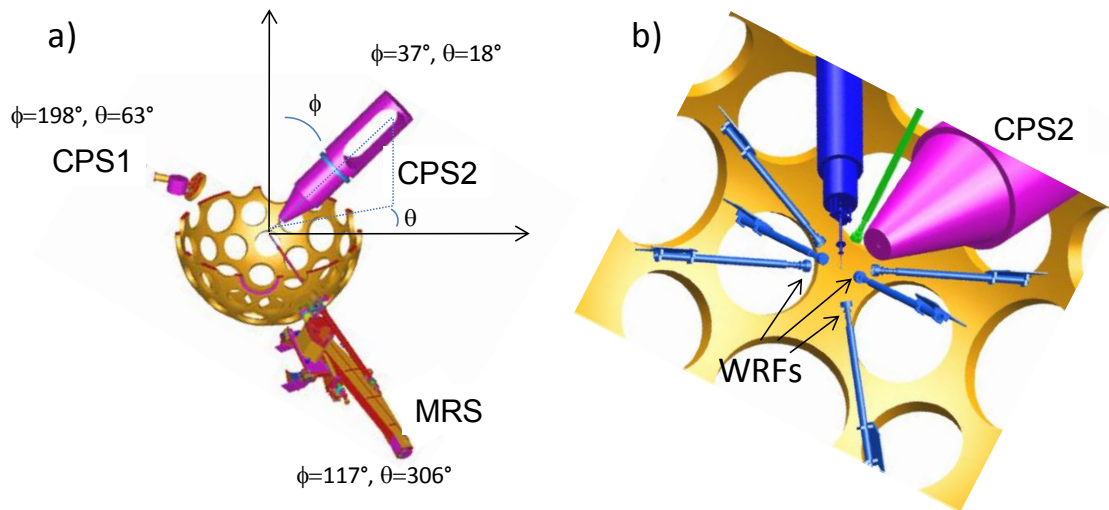 a)
ϕ=37°, θ=18°
ϕ
ϕ=198°, θ=63°
CPS1
CPS2
θ
MRS
ϕ=117°, θ=306°
b)
CPS2
WRFs